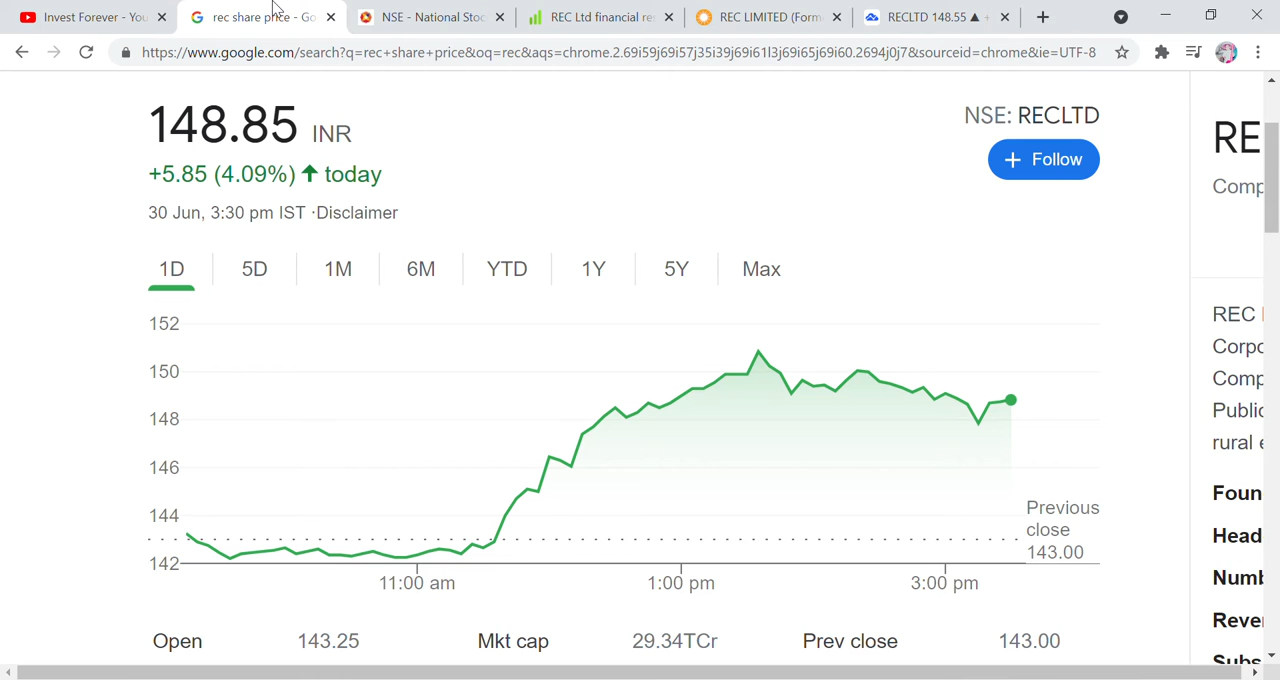 Invest Forever - You
rec share price - Go
NSE - National Stoc
REC Ltd financial re
REC LIMITED (Form
RECLTD 148.55 ▲ +
https://www.google.com/search?q=rec+share+price&oq=rec&aqs=chrome.2.69i59j69i57j35i39j69i61l3j69i65j69i60.2694j0j7&sourceid=chrome&ie=UTF-8
148.85 INR
NSE: RECLTD
+5.85 (4.09%) ↑ today
+ Follow
30 Jun, 3:30 pm IST ·Disclaimer
1D 5D 1M 6M YTD 1Y 5Y Max
152
150
148
146
144
142
Previous
close
143.00
11:00 am 1:00 pm 3:00 pm
Open 143.25 Mkt cap 29.34TCr Prev close 143.00
RE
Comp
REC
Corpo
Comp
Public
rural e
Foun
Head
Numb
Reve
Subs